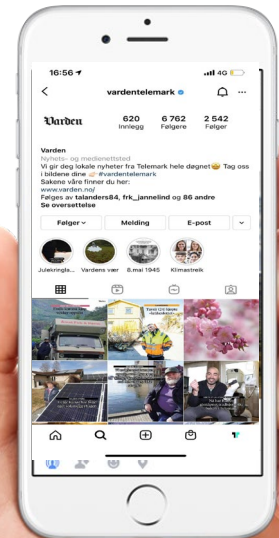 16:56
4G
vardentelemark
Varden
620 6 762 2 542
Innlegg Følgere Følger
Varden
Nyhets- og medienettsted
Vi gir deg lokale nyheter fra Telemark hele døgnet Tag oss
i bildene dine #vardentelemark
Sakene våre finner du her:
www.varden.no/
Følges av talanders84, frk_jannelind og 86 andre
Se oversettelse
Følger Melding E-post
Julekringla... Vardens vær 8.mai 1945 Klimastreik